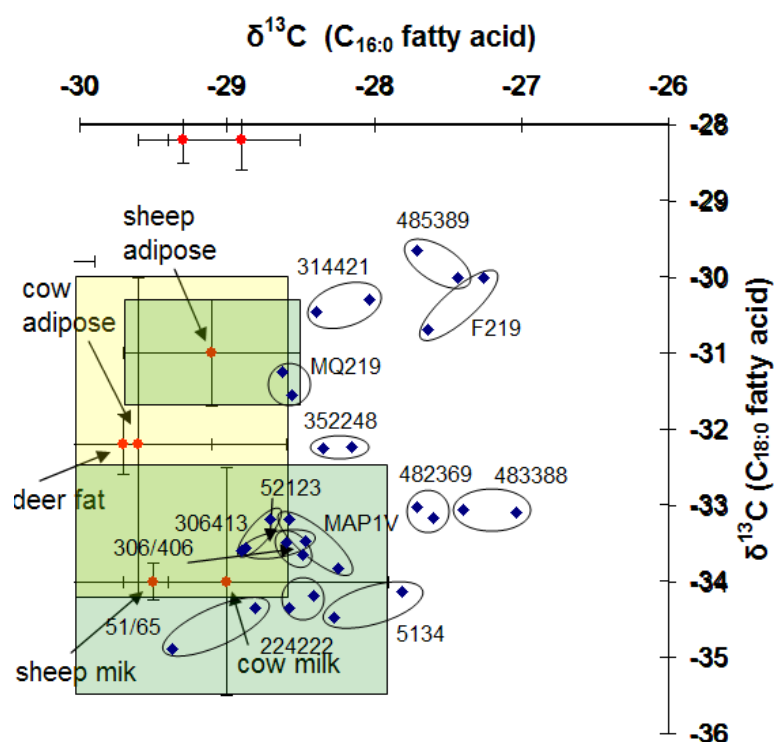 δ13C (C16:0 fatty acid)
-30 -29 -28 -27 -26
-28
-29
-30
-31
-32
-33
-34
-35
-36
δ13C (C18:0 fatty acid)
sheep
adipose
485389
314421
cow
adipose
F219
MQ219
352248
deer fat
482369
483388
52123
306413
MAP1V
306/406
51/65
224222
5134
sheep mik
cow milk